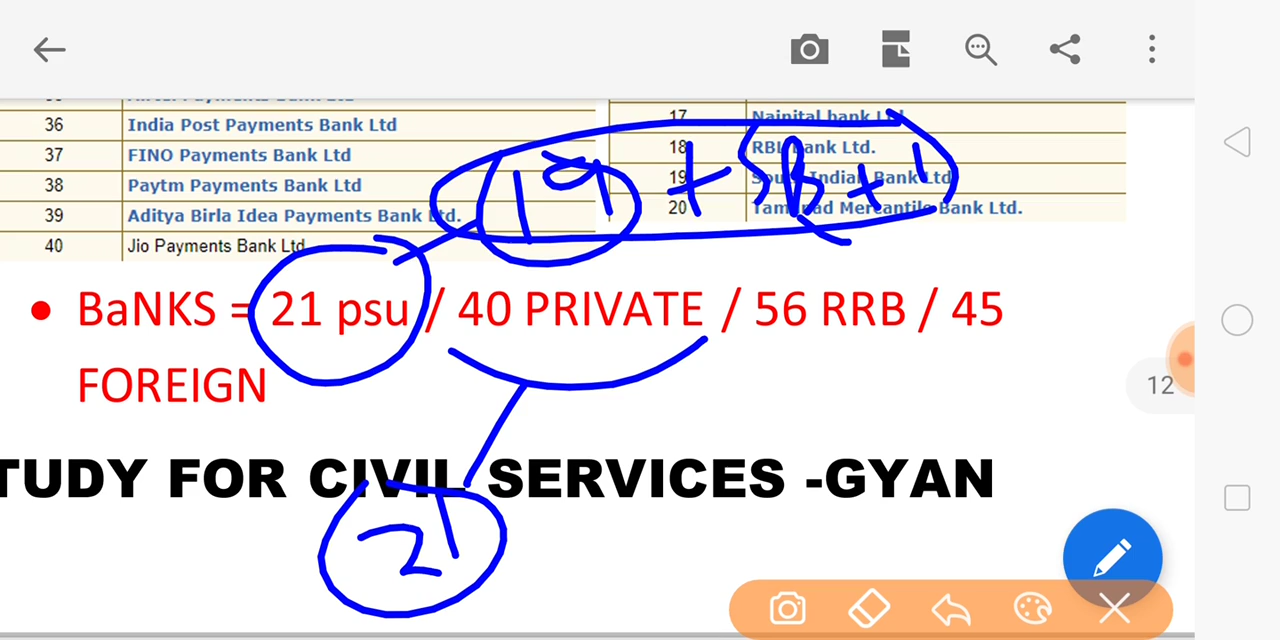 36 India Post Payments Bank Ltd
37 FINO Payments Bank Ltd
38 Paytm Payments Bank Ltd
39 Aditya Birla Idea Payments Bank Ltd.
40 Jio Payments Bank Ltd
17 Nainital bank Ltd
18 RBL Bank Ltd.
19 South Indian Bank Ltd
20 Tamilnad Mercantile Bank Ltd.
19 + SBI + 1
• BaNKS = 21 psu / 40 PRIVATE / 56 RRB / 45
FOREIGN
12
TUDY FOR CIVIL SERVICES -GYAN
21